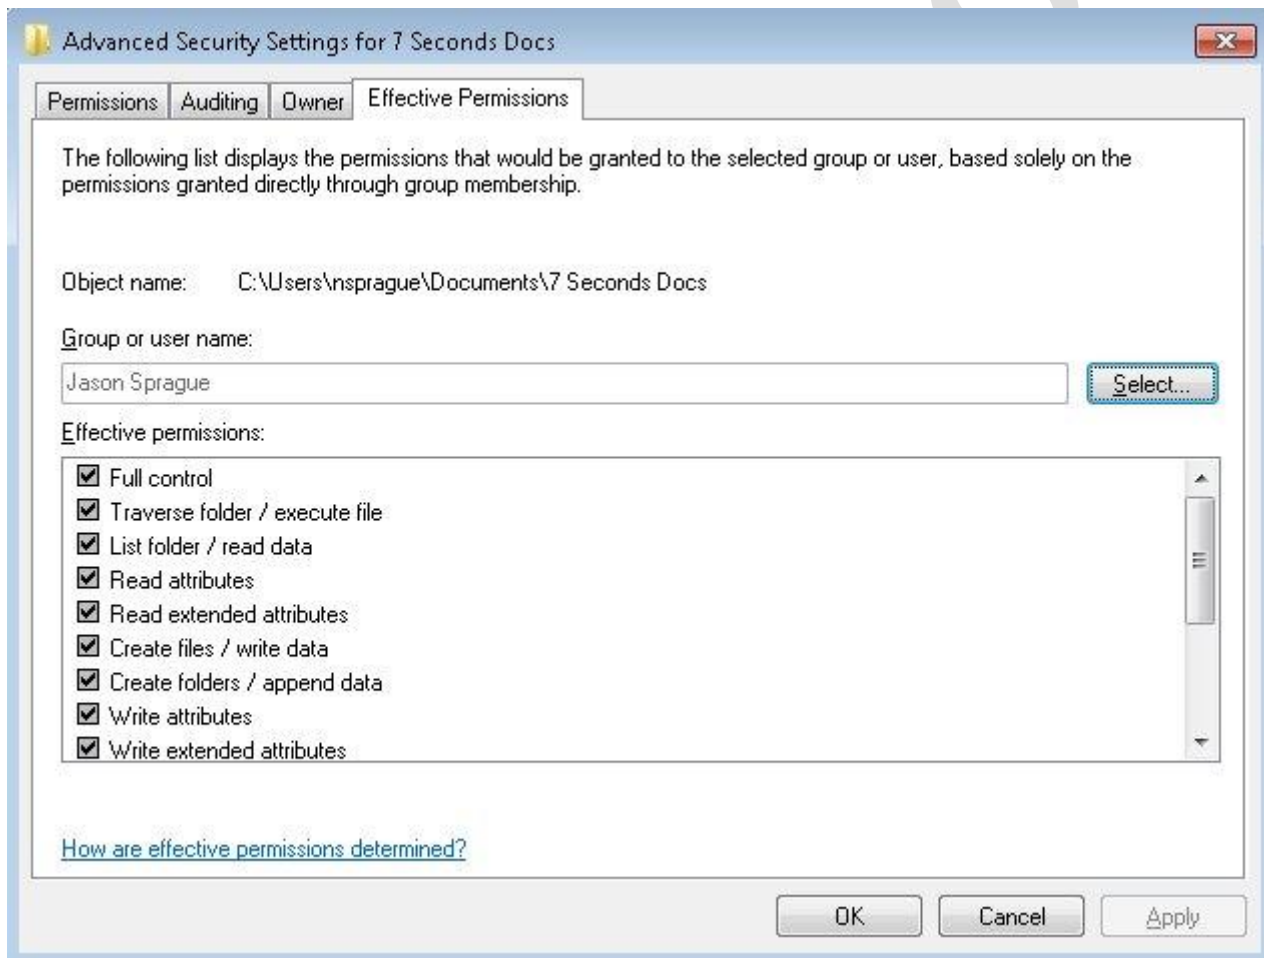 Advanced Security Settings for 7 Seconds Docs
Permissions Auditing Owner Effective Permissions
The following list displays the permissions that would be granted to the selected group or user, based solely on the
permissions granted directly through group membership.
Object name: C:\Users\nsprague\Documents\7 Seconds Docs
Group or user name:
Jason Sprague Select...
Effective permissions:
Full control
Traverse folder / execute file
List folder / read data
Read attributes
Read extended attributes
Create files / write data
Create folders / append data
Write attributes
Write extended attributes
How are effective permissions determined?
OK Cancel Apply